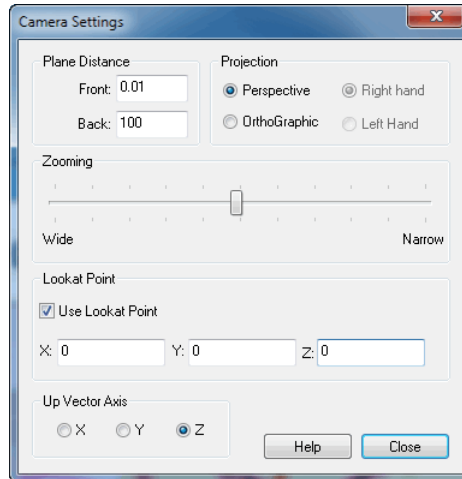 Camera Settings
Plane Distance
Front: 0.01
Back: 100
Projection
Perspective
Right hand
OrthoGraphic
Left Hand
Zooming
Wide
Narrow
Lookat Point
Use Lookat Point
X: 0 Y: 0 Z: 0
Up Vector Axis
X Y Z
Help Close